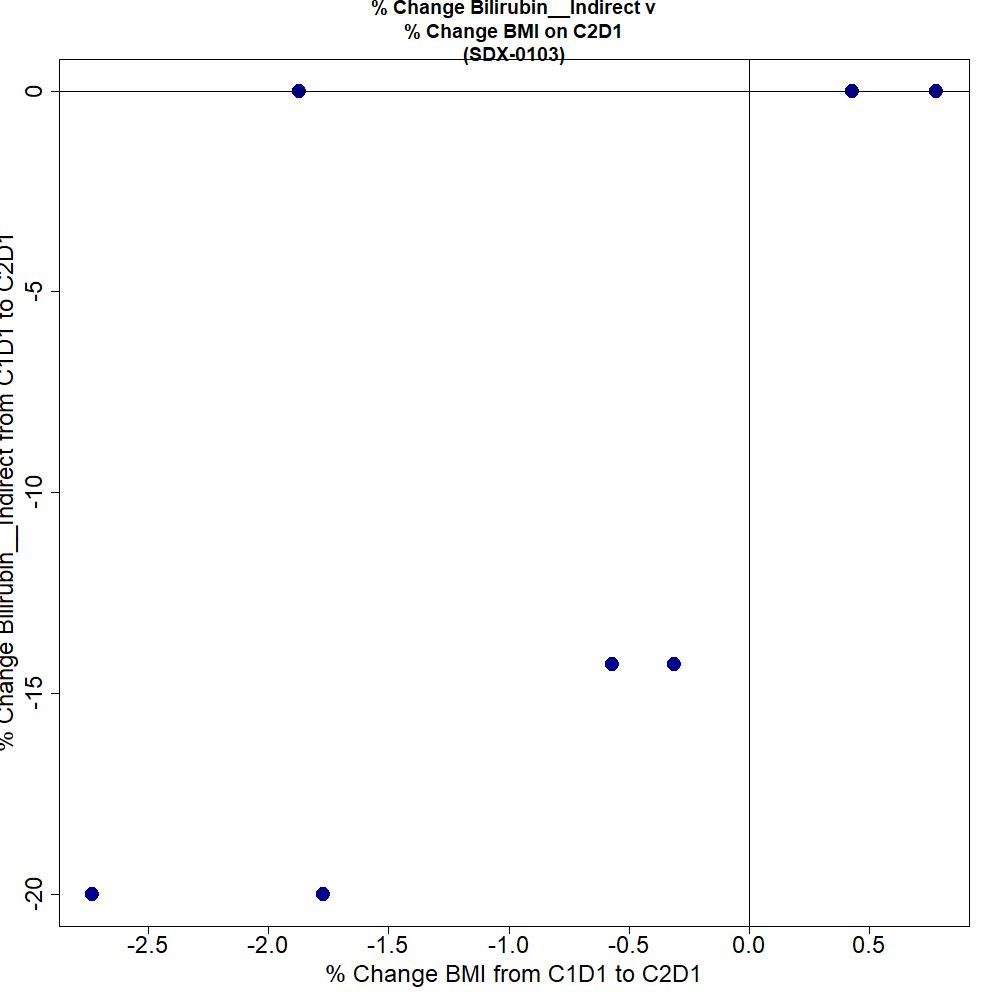 % Change Bilirubin__Indirect v
% Change BMI on C2D1
(SDX-0103)
% Change Bilirubin__Indirect from C1D1 to C2D1
0
-5
-10
-15
-20
-2.5 -2.0 -1.5 -1.0 -0.5 0.0 0.5
% Change BMI from C1D1 to C2D1